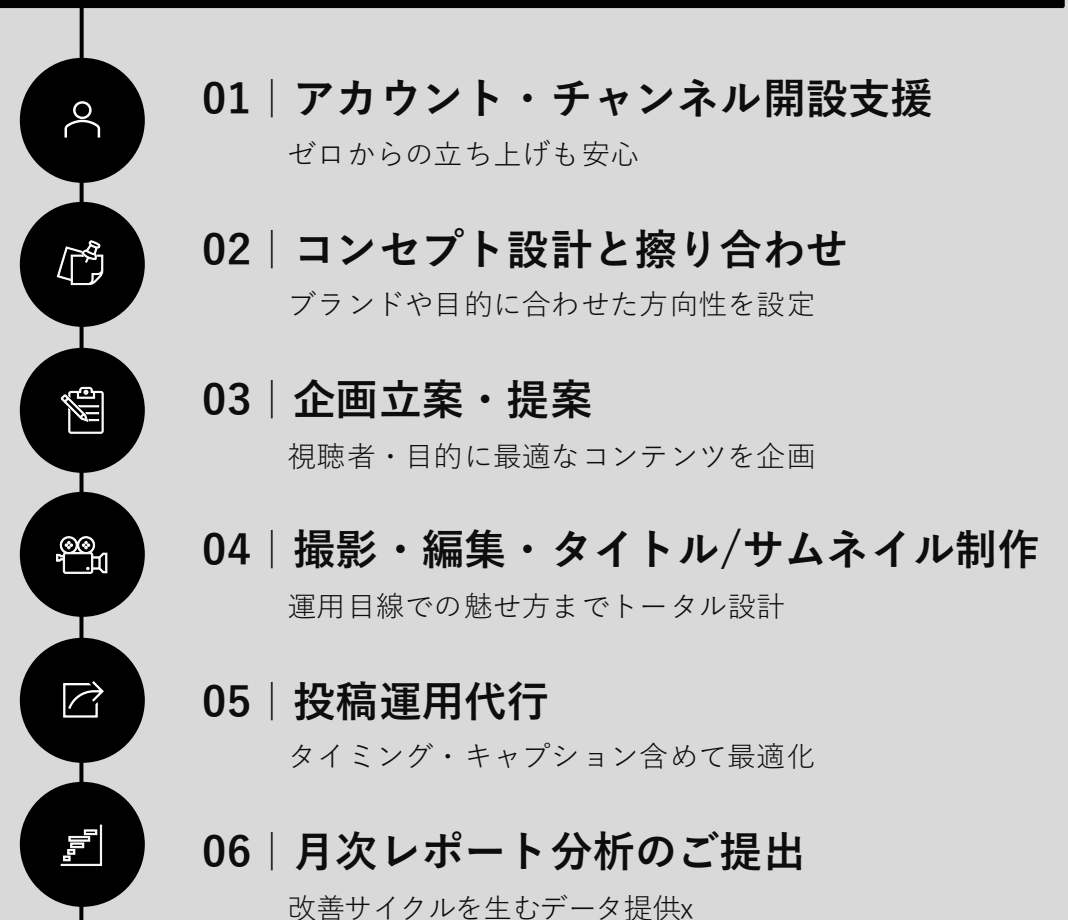 01｜アカウント・チャンネル開設支援
ゼロからの立ち上げも安心
02｜コンセプト設計と擦り合わせ
ブランドや目的に合わせた方向性を設定
03｜企画立案・提案
視聴者・目的に最適なコンテンツを企画
04｜撮影・編集・タイトル/サムネイル制作
運用目線での魅せ方までトータル設計
05｜投稿運用代行
タイミング・キャプション含めて最適化
06｜月次レポート分析のご提出
改善サイクルを生むデータ提供x